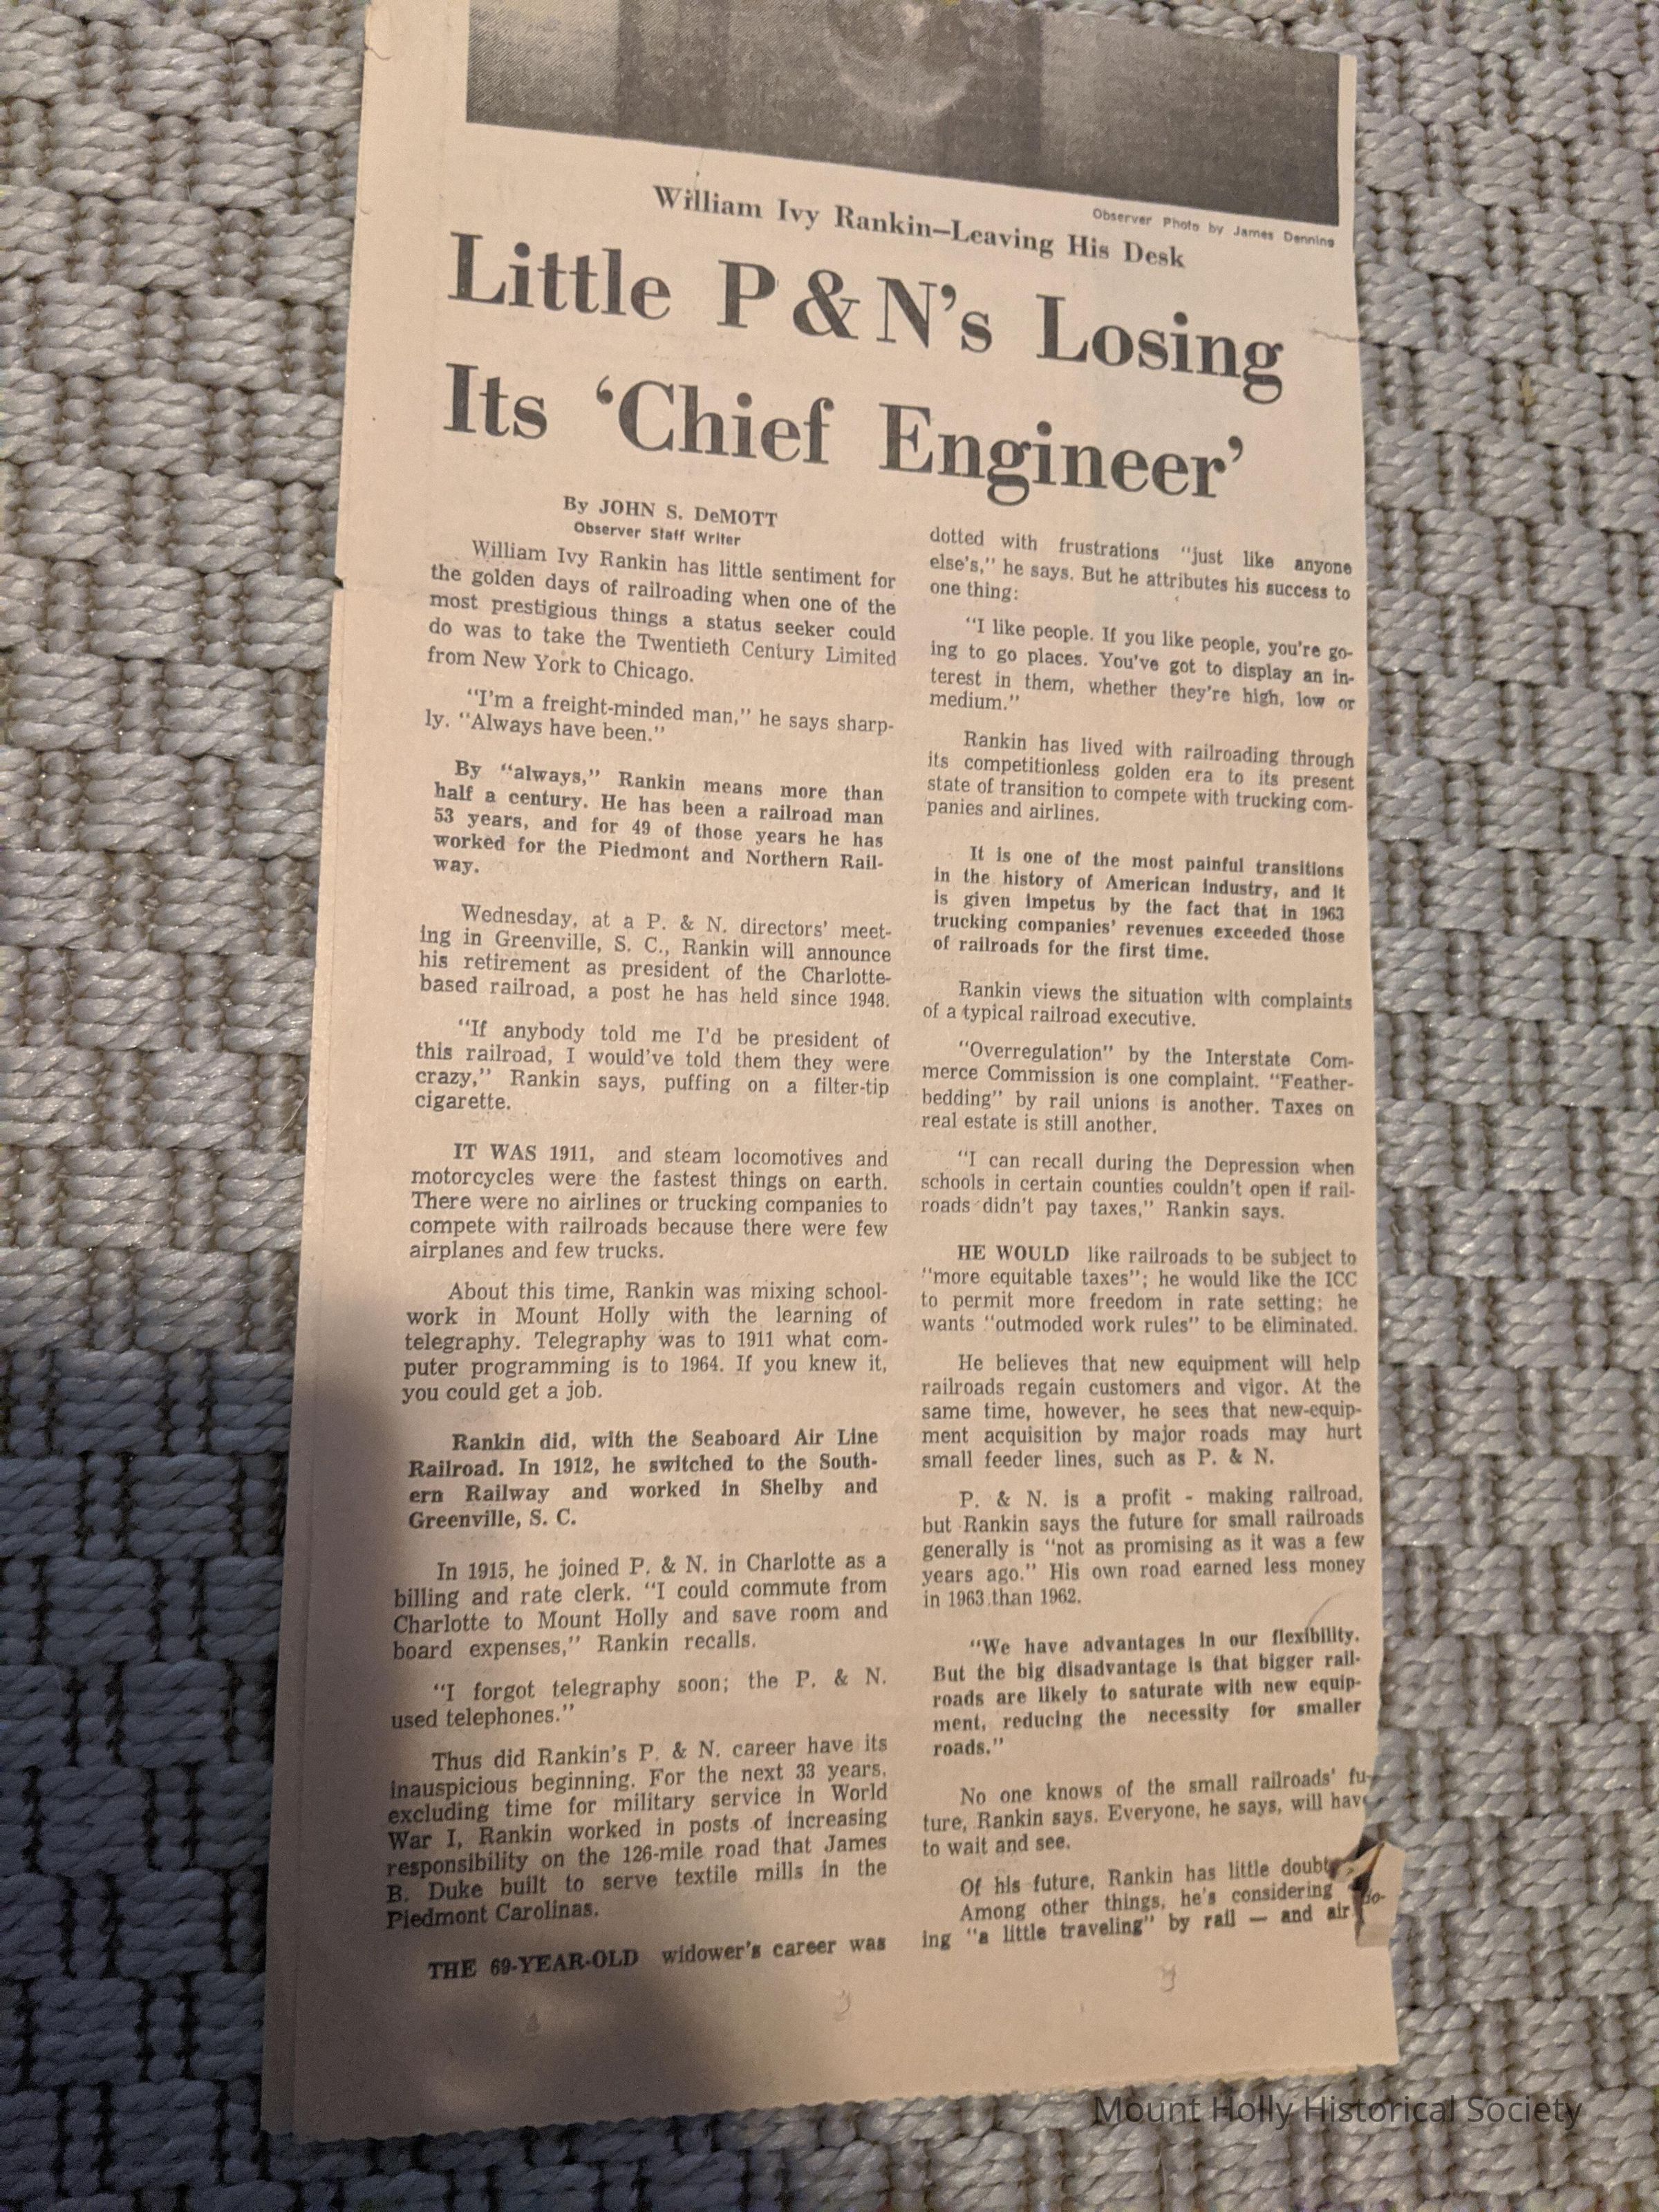 Observer Photo by James Denning
William Ivy Rankin—Leaving His Desk
Little P & N's Losing
Its ‘Chief Engineer’
By JOHN S. DeMOTT
Observer Staff Writer
William Ivy Rankin has little sentiment for
the golden days of railroading when one of the
most prestigious things a status seeker could
do was to take the Twentieth Century Limited
from New York to Chicago.
“I'm a freight-minded man,” he says sharp-
ly. “Always have been.”
By “always,” Rankin means more than
half a century. He has been a railroad man
53 years, and for 49 of those years he has
worked for the Piedmont and Northern Rail-
way.
Wednesday, at a P. & N. directors' meet-
ing in Greenville, S. C., Rankin will announce
his retirement as president of the Charlotte-
based railroad, a post he has held since 1948.
“If anybody told me I'd be president of
this railroad, I would've told them they were
crazy,” Rankin says, puffing on a filter-tip
cigarette.
IT WAS 1911, and steam locomotives and
motorcycles were the fastest things on earth.
There were no airlines or trucking companies to
compete with railroads because there were few
airplanes and few trucks.
About this time, Rankin was mixing school-
work in Mount Holly with the learning of
telegraphy. Telegraphy was to 1911 what com-
puter programming is to 1964. If you knew it,
you could get a job.
Rankin did, with the Seaboard Air Line
Railroad. In 1912, he switched to the South-
ern Railway and worked in Shelby and
Greenville, S. C.
In 1915, he joined P. & N. in Charlotte as a
billing and rate clerk. “I could commute from
Charlotte to Mount Holly and save room and
board expenses,” Rankin recalls.
“I forgot telegraphy soon; the P. & N.
used telephones.”
Thus did Rankin's P. & N. career have its
inauspicious beginning. For the next 33 years,
excluding time for military service in World
War I, Rankin worked in posts of increasing
responsibility on the 126-mile road that James
B. Duke built to serve textile mills in the
Piedmont Carolinas.
THE 69-YEAR-OLD widower's career was
dotted with frustrations “just like anyone
else's,” he says. But he attributes his success to
one thing:
“I like people. If you like people, you're go-
ing to go places. You've got to display an in-
terest in them, whether they're high, low or
medium.”
Rankin has lived with railroading through
its competitionless golden era to its present
state of transition to compete with trucking com-
panies and airlines.
It is one of the most painful transitions
in the history of American industry, and it
is given impetus by the fact that in 1963
trucking companies' revenues exceeded those
of railroads for the first time.
Rankin views the situation with complaints
of a typical railroad executive.
“Overregulation” by the Interstate Com-
merce Commission is one complaint. “Feather-
bedding” by rail unions is another. Taxes on
real estate is still another.
“I can recall during the Depression when
schools in certain counties couldn't open if rail-
roads didn't pay taxes,” Rankin says.
HE WOULD like railroads to be subject to
“more equitable taxes”; he would like the ICC
to permit more freedom in rate setting; he
wants “outmoded work rules” to be eliminated.
He believes that new equipment will help
railroads regain customers and vigor. At the
same time, however, he sees that new-equip-
ment acquisition by major roads may hurt
small feeder lines, such as P. & N.
P. & N. is a profit - making railroad,
but Rankin says the future for small railroads
generally is “not as promising as it was a few
years ago.” His own road earned less money
in 1963 than 1962.
“We have advantages in our flexibility.
But the big disadvantage is that bigger rail-
roads are likely to saturate with new equip-
ment, reducing the necessity for smaller
roads.”
No one knows of the small railroads' fu-
ture, Rankin says. Everyone, he says, will have
to wait and see.
Of his future, Rankin has little doubt
Among other things, he's considering do-
ing “a little traveling” by rail — and air
Mount Holly Historical Society